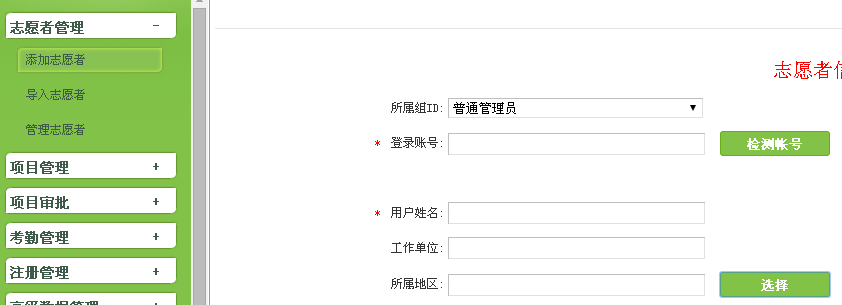 志愿者管理 -
添加志愿者
导入志愿者
管理志愿者
项目管理 +
项目审批 +
考勤管理 +
注册管理 +
志愿者信
所属组ID: 普通管理员 ▼
* 登录账号: 检测帐号
* 用户姓名:
工作单位:
所属地区: 选择